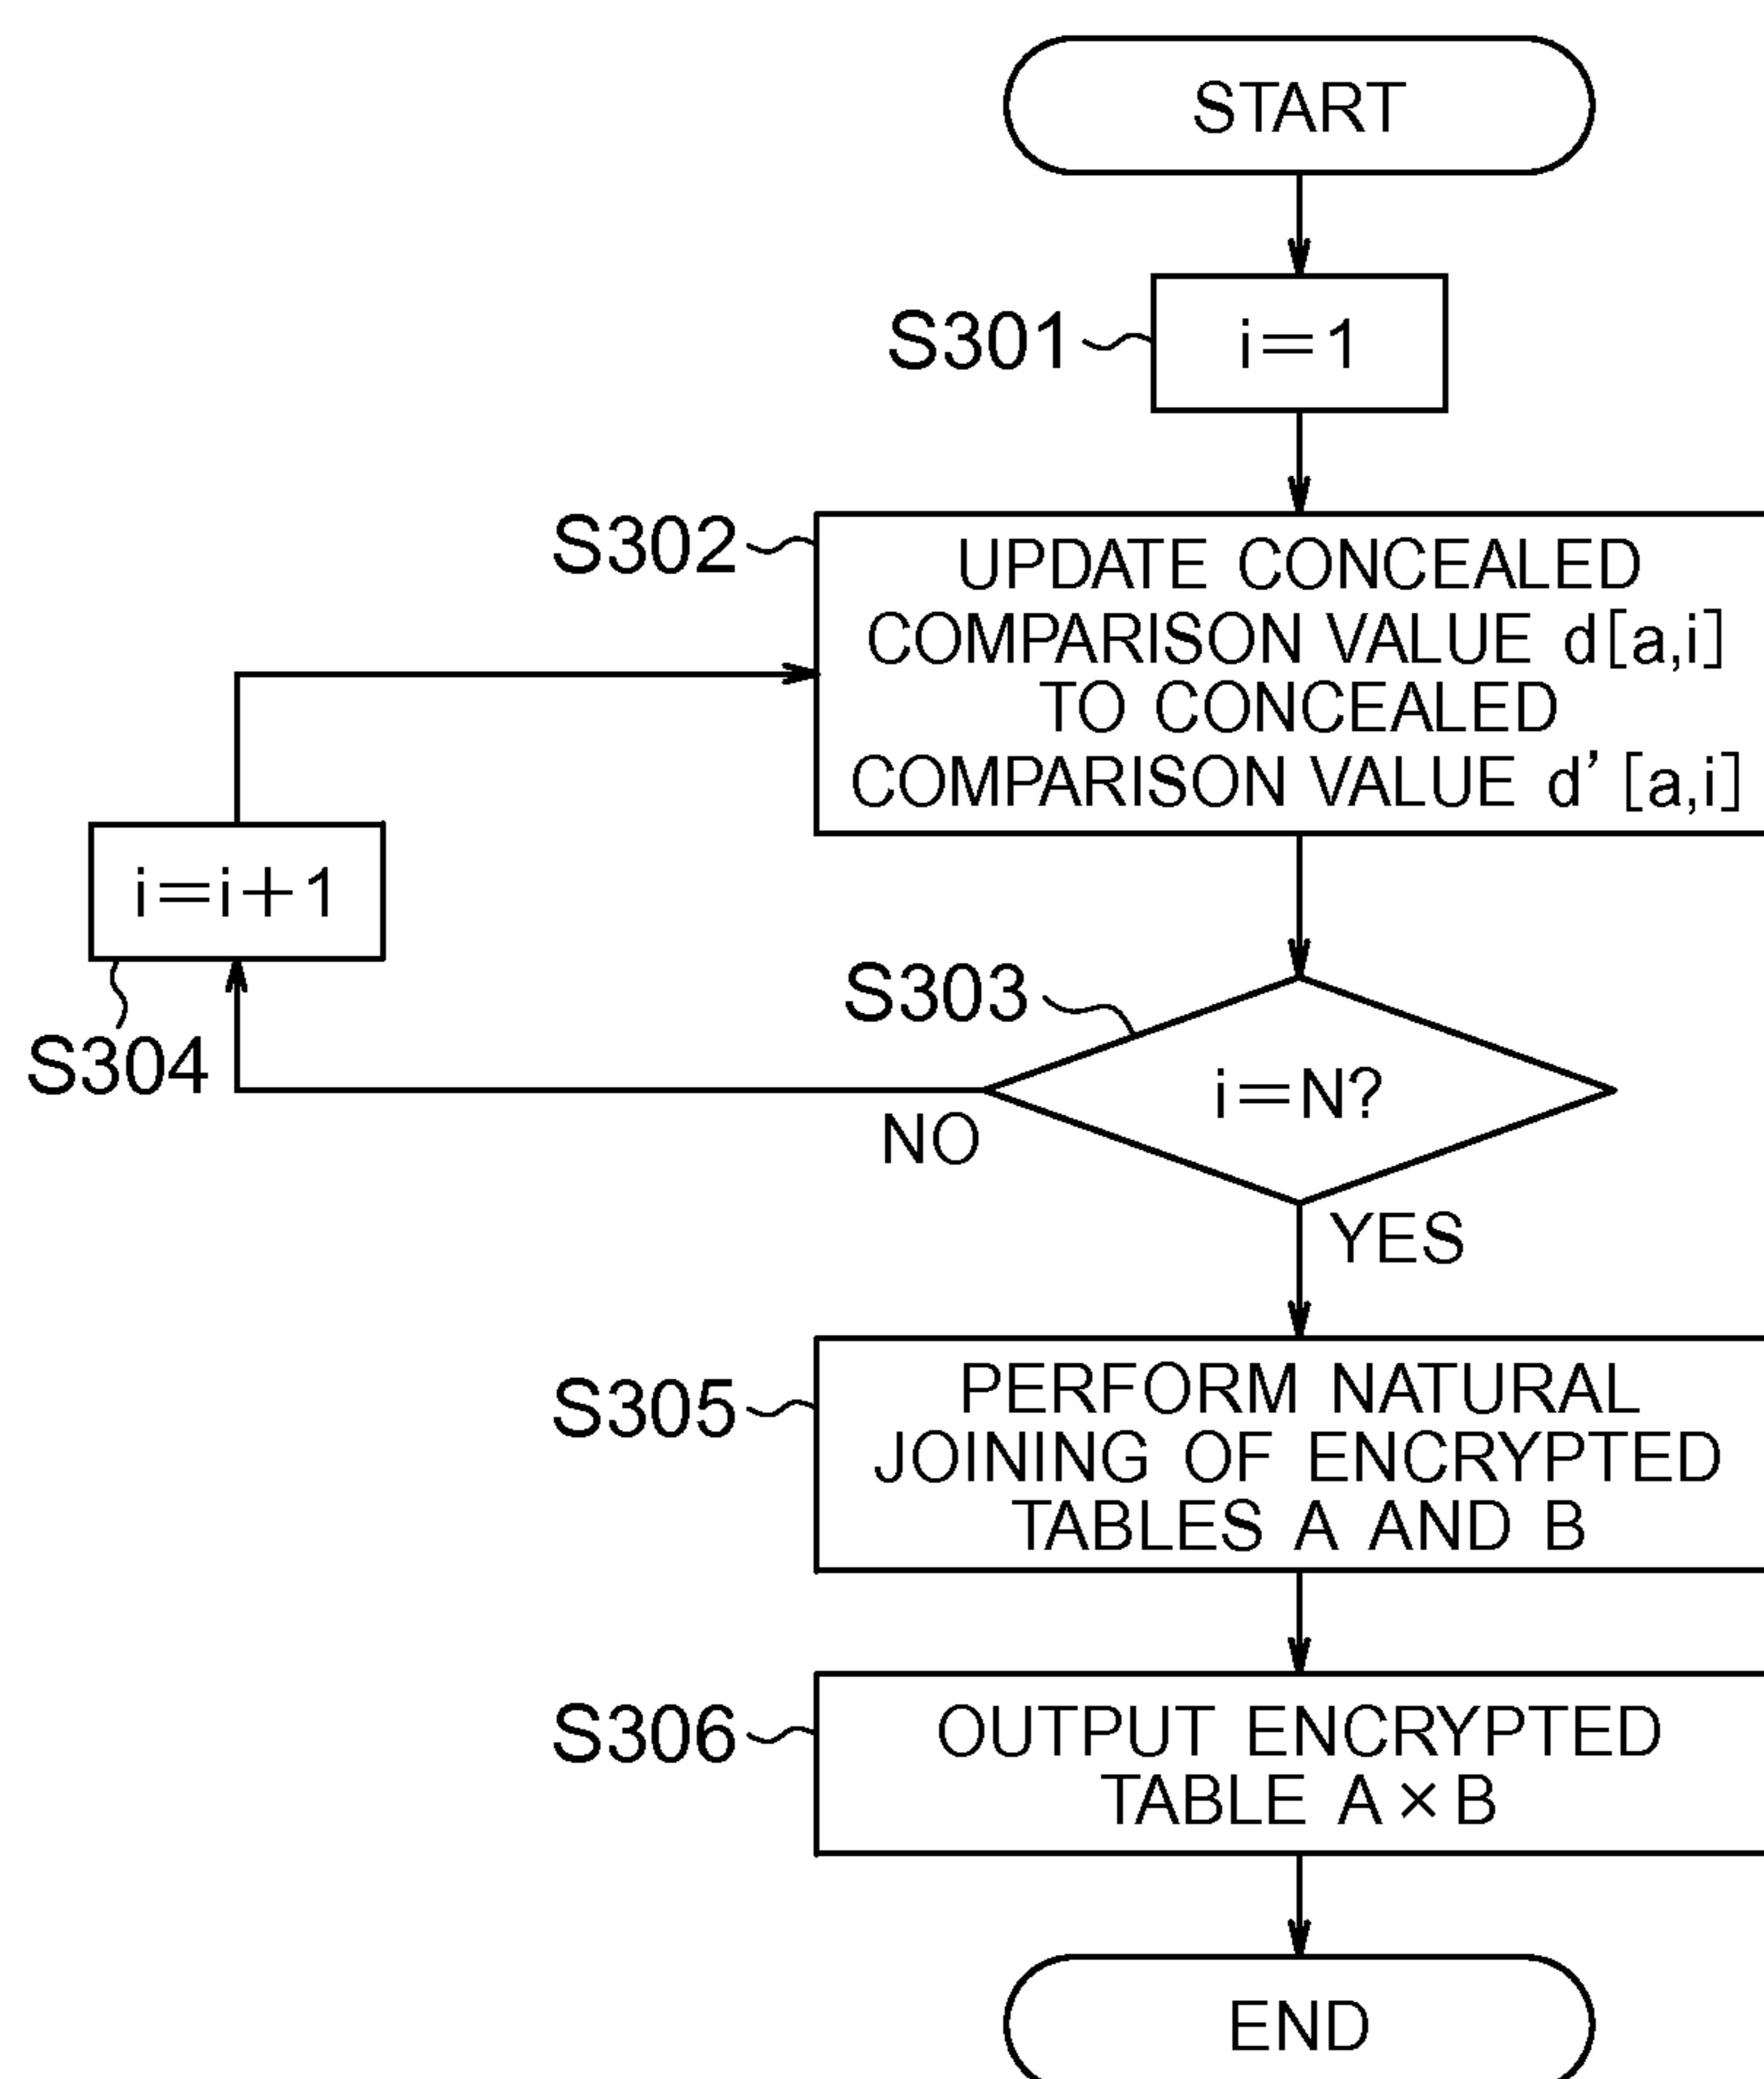 START
S301
i=1
S302
UPDATE CONCEALED
COMPARISON VALUE d[a,i]
TO CONCEALED
COMPARISON VALUE d' [a,i]
i=i+1
S304
S303
i=N?
NO
YES
S305
PERFORM NATURAL
JOINING OF ENCRYPTED
TABLES A AND B
S306
OUTPUT ENCRYPTED
TABLE A×B
END